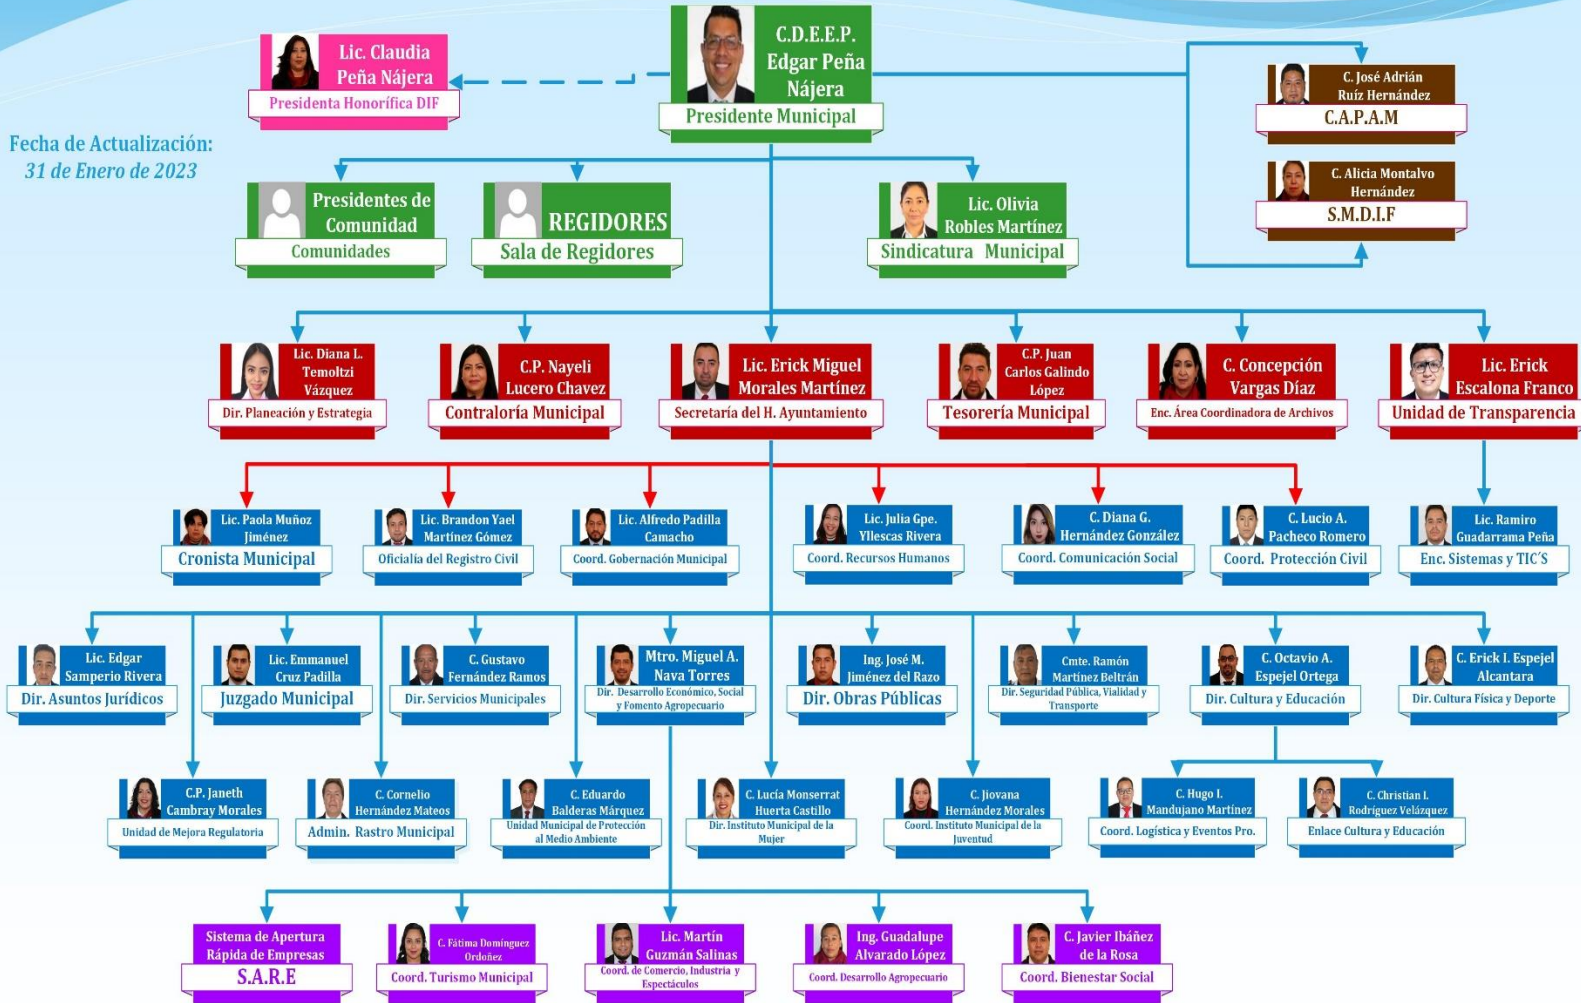 C.D.E.E.P.
Edgar Peña
Nájera
Presidente Municipal
Lic. Claudia
Peña Nájera
Presidenta Honorífica DIF
C. José Adrián
Ruíz Hernández
C.A.P.A.M
Fecha de Actualización:
31 de Enero de 2023
C. Alicia Montalvo
Hernández
S.M.D.I.F
Presidentes de
Comunidad
Comunidades
REGIDORES
Sala de Regidores
Lic. Olivia
Robles Martínez
Sindicatura Municipal
Lic. Diana L.
Temoltzi
Vázquez
Dir. Planeación y Estrategia
C.P. Nayeli
Lucero Chavez
Contraloría Municipal
Lic. Erick Miguel
Morales Martínez
Secretaría del H. Ayuntamiento
C.P. Juan
Carlos Galindo
López
Tesorería Municipal
C. Concepción
Vargas Díaz
Enc. Área Coordinadora de Archivos
Lic. Erick
Escalona Franco
Unidad de Transparencia
Lic. Paola Muñoz
Jiménez
Cronista Municipal
Lic. Brandon Yael
Martínez Gómez
Oficialía del Registro Civil
Lic. Alfredo Padilla
Camacho
Coord. Gobernación Municipal
Lic. Julia Gpe.
Yllescas Rivera
Coord. Recursos Humanos
C. Diana G.
Hernández González
Coord. Comunicación Social
C. Lucio A.
Pacheco Romero
Coord. Protección Civil
Lic. Ramiro
Guadarrama Peña
Enc. Sistemas y TIC´S
Lic. Edgar
Samperio Rivera
Dir. Asuntos Jurídicos
Lic. Emmanuel
Cruz Padilla
Juzgado Municipal
C. Gustavo
Fernández Ramos
Dir. Servicios Municipales
Mtro. Miguel A.
Nava Torres
Dir. Desarrollo Económico, Social
y Fomento Agropecuario
Ing. José M.
Jiménez del Razo
Dir. Obras Públicas
Cmte. Ramón
Martínez Beltrán
Dir. Seguridad Pública, Vialidad y
Transporte
C. Octavio A.
Espejel Ortega
Dir. Cultura y Educación
C. Erick I. Espejel
Alcantara
Dir. Cultura Física y Deporte
C.P. Janeth
Cambray Morales
Unidad de Mejora Regulatoria
C. Cornelio
Hernández Mateos
Admin. Rastro Municipal
C. Eduardo
Balderas Márquez
Unidad Municipal de Protección
al Medio Ambiente
C. Lucía Monserrat
Huerta Castillo
Dir. Instituto Municipal de la
Mujer
C. Jiovana
Hernández Morales
Coord. Instituto Municipal de la
Juventud
C. Hugo I.
Mandujano Martínez
Coord. Logística y Eventos Pro.
C. Christian I.
Rodríguez Velázquez
Enlace Cultura y Educación
Sistema de Apertura
Rápida de Empresas
S.A.R.E
C. Fátima Domínguez
Ordoñez
Coord. Turismo Municipal
Lic. Martín
Guzmán Salinas
Coord. de Comercio, Industria y
Espectáculos
Ing. Guadalupe
Alvarado López
Coord. Desarrollo Agropecuario
C. Javier Ibáñez
de la Rosa
Coord. Bienestar Social